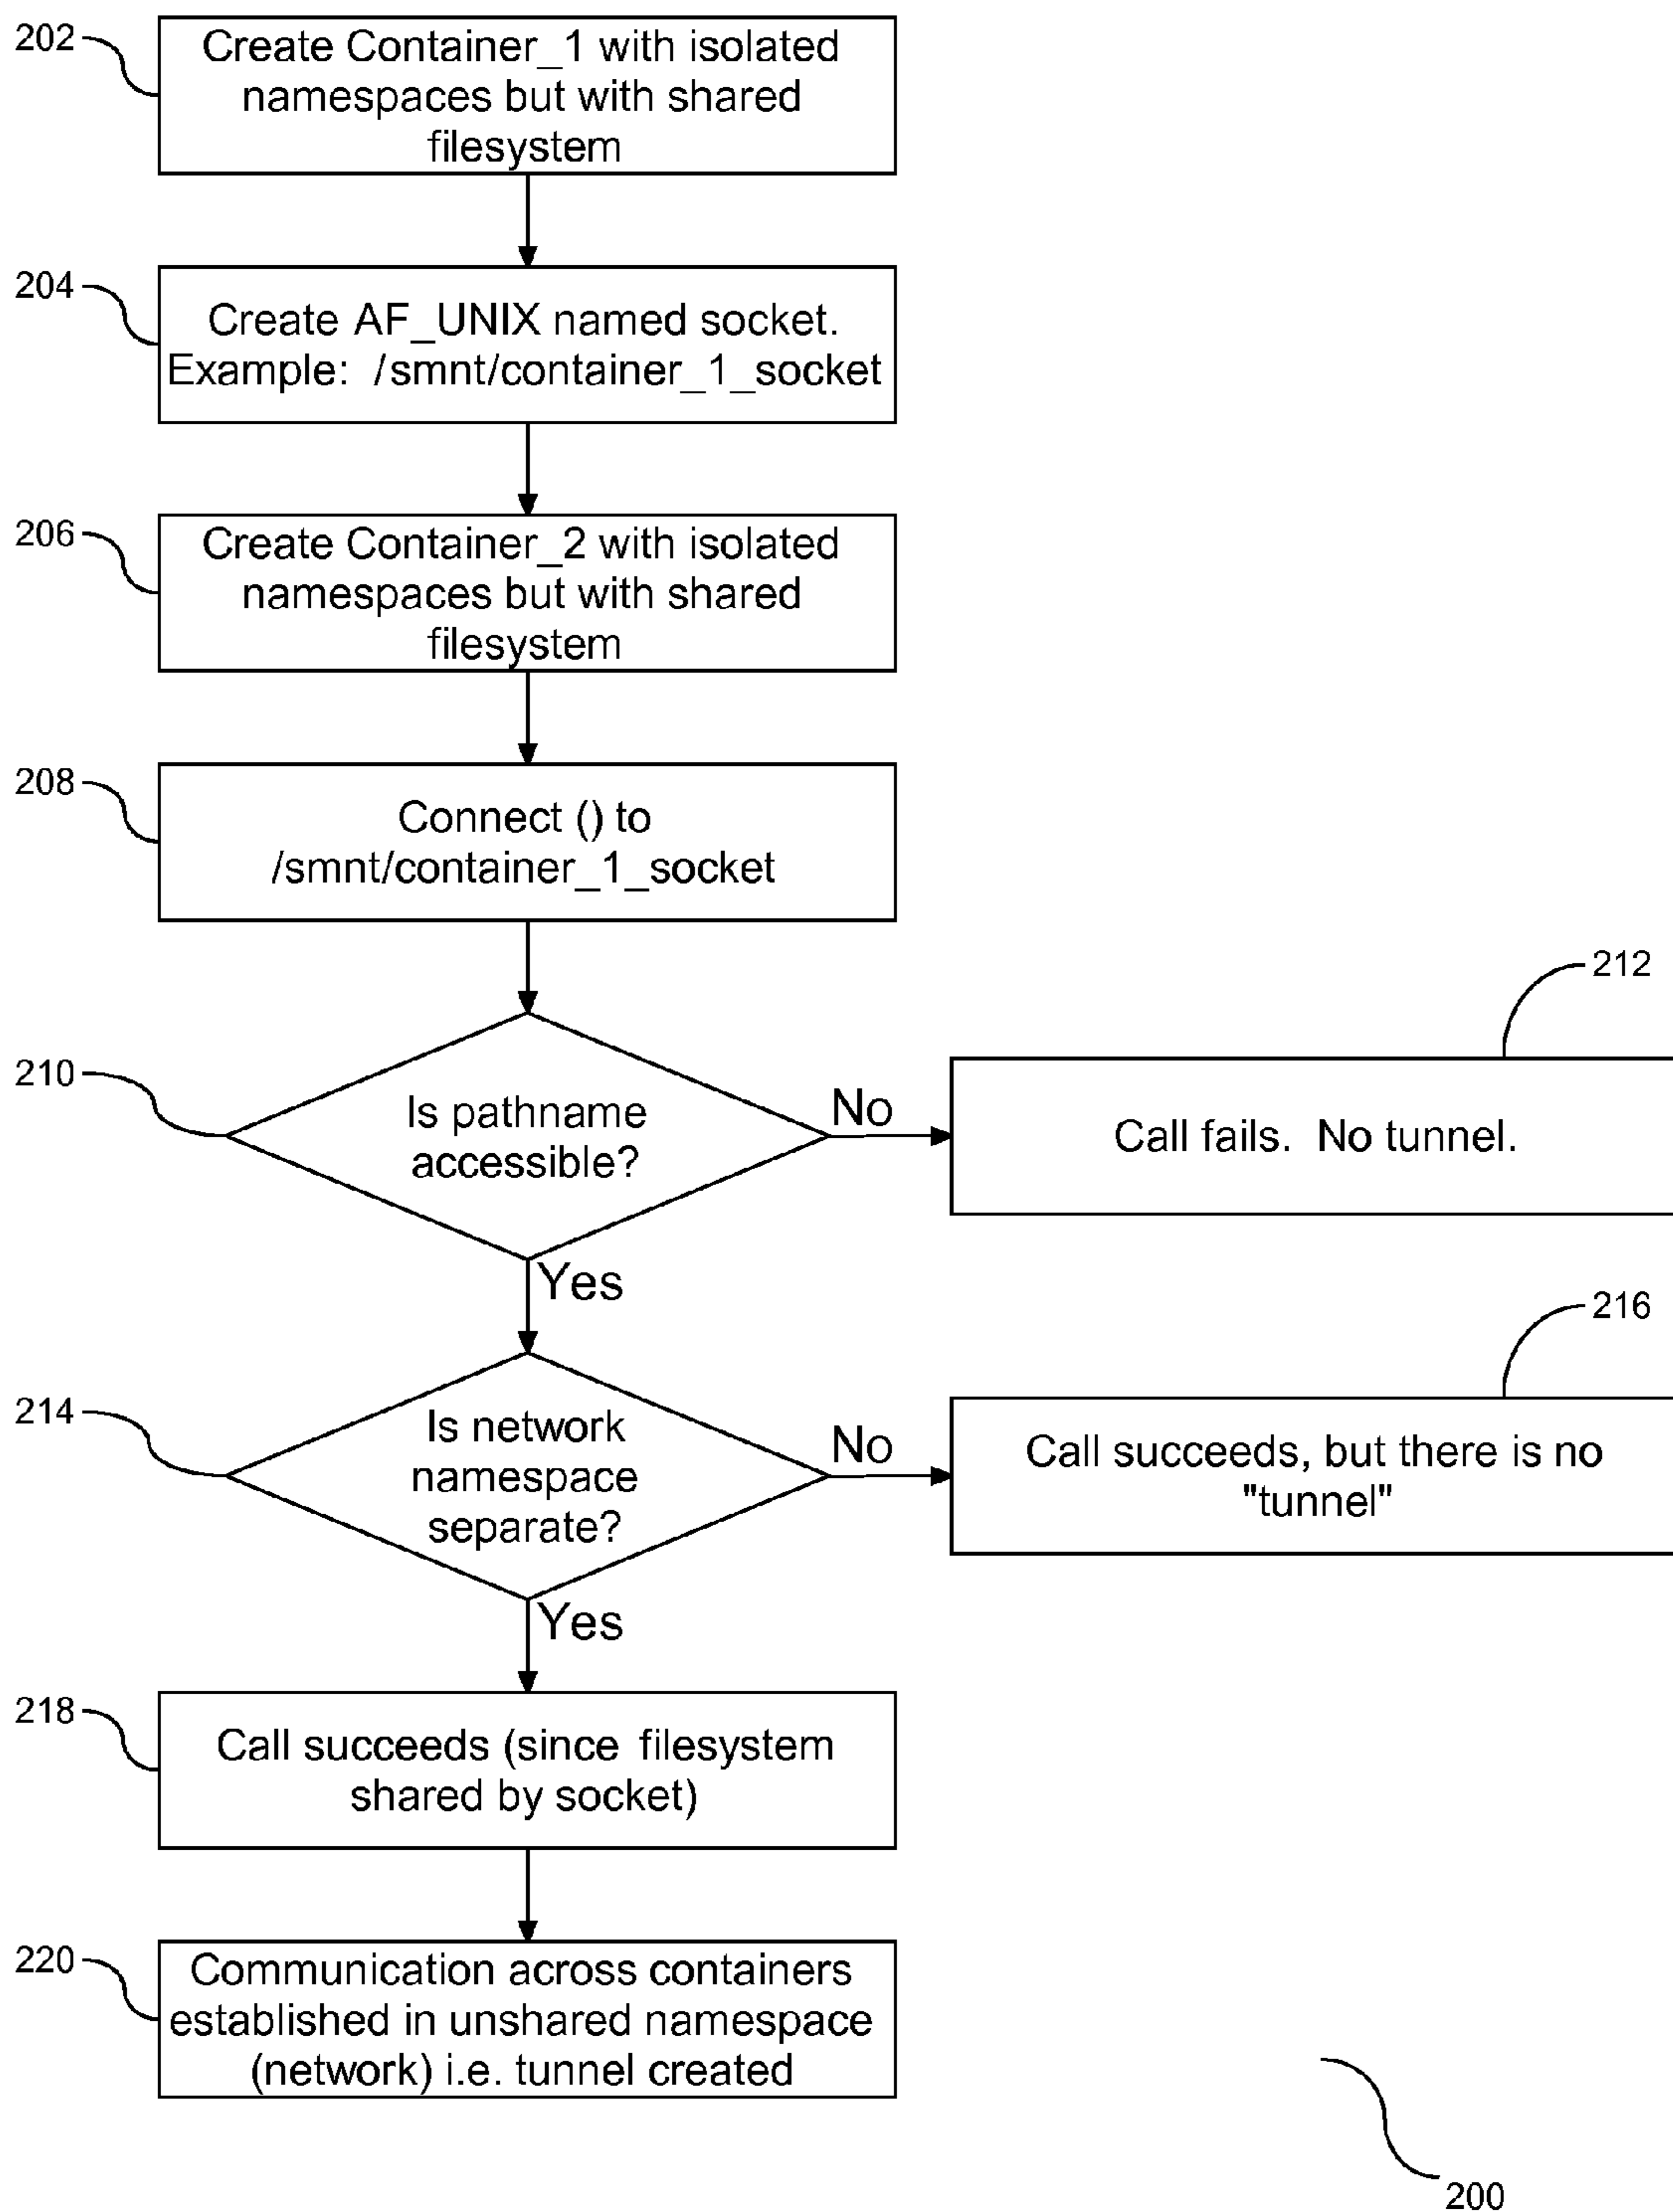 202
Create Container_1 with isolated
namespaces but with shared
filesystem
204
Create AF_UNIX named socket.
Example: /smnt/container_1_socket
206
Create Container_2 with isolated
namespaces but with shared
filesystem
208
Connect () to
/smnt/container_1_socket
210
Is pathname
accessible?
No
212
Call fails. No tunnel.
Yes
214
Is network
namespace
separate?
No
216
Call succeeds, but there is no
"tunnel"
Yes
218
Call succeeds (since filesystem
shared by socket)
220
Communication across containers
established in unshared namespace
(network) i.e. tunnel created
200